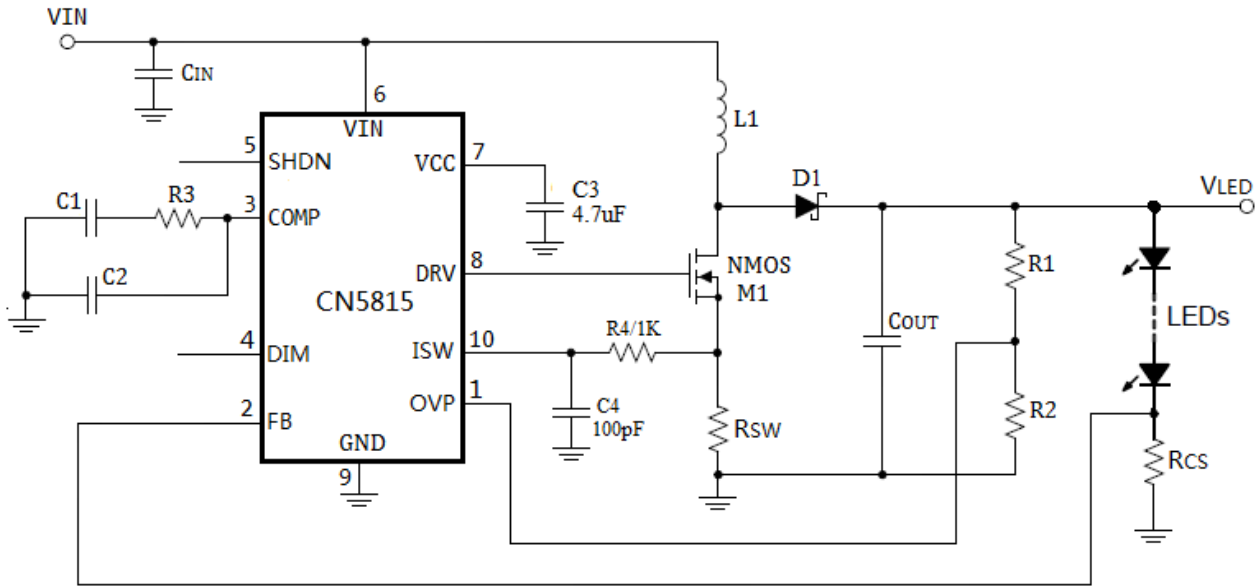 VIN
CIN
6
VIN
L1
5
SHDN
VCC
7
C3
4.7uF
D1
VLED
C1
R3
3
COMP
C2
DRV
8
NMOS
M1
R1
CN5815
COUT
LEDs
4
DIM
ISW
10
R4/1K
2
FB
OVP
1
C4
100pF
RSW
R2
GND
9
RCS